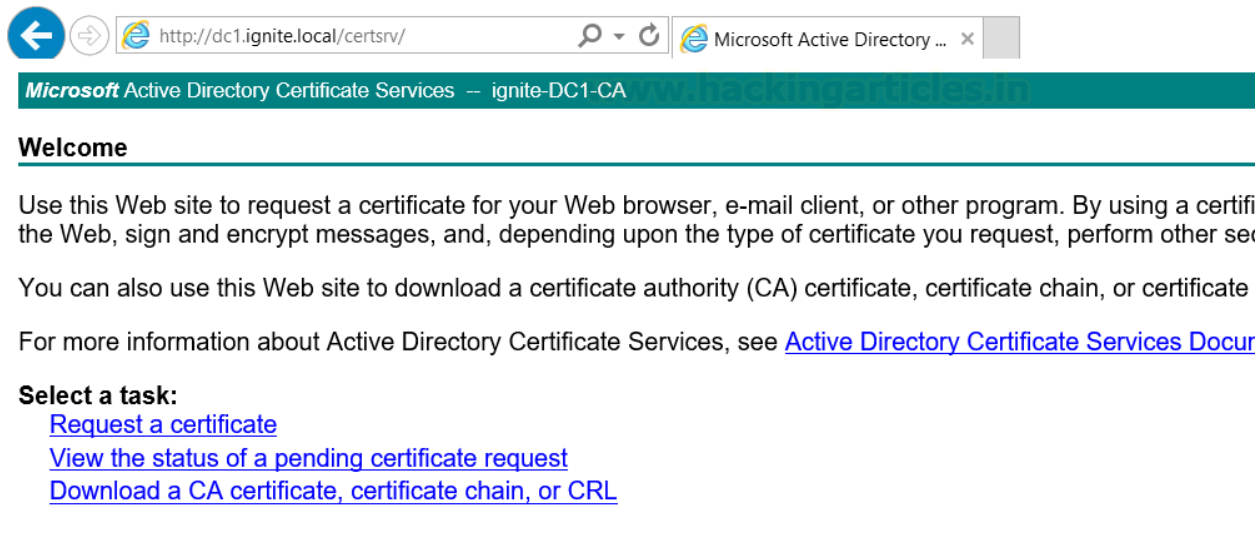 http://dc1.ignite.local/certsrv/
Microsoft Active Directory ...
Microsoft Active Directory Certificate Services -- ignite-DC1-CA
www.hackingarticles.in
Welcome
Use this Web site to request a certificate for your Web browser, e-mail client, or other program. By using a certifi
the Web, sign and encrypt messages, and, depending upon the type of certificate you request, perform other sec
You can also use this Web site to download a certificate authority (CA) certificate, certificate chain, or certificate
For more information about Active Directory Certificate Services, see Active Directory Certificate Services Docur
Select a task:
Request a certificate
View the status of a pending certificate request
Download a CA certificate, certificate chain, or CRL